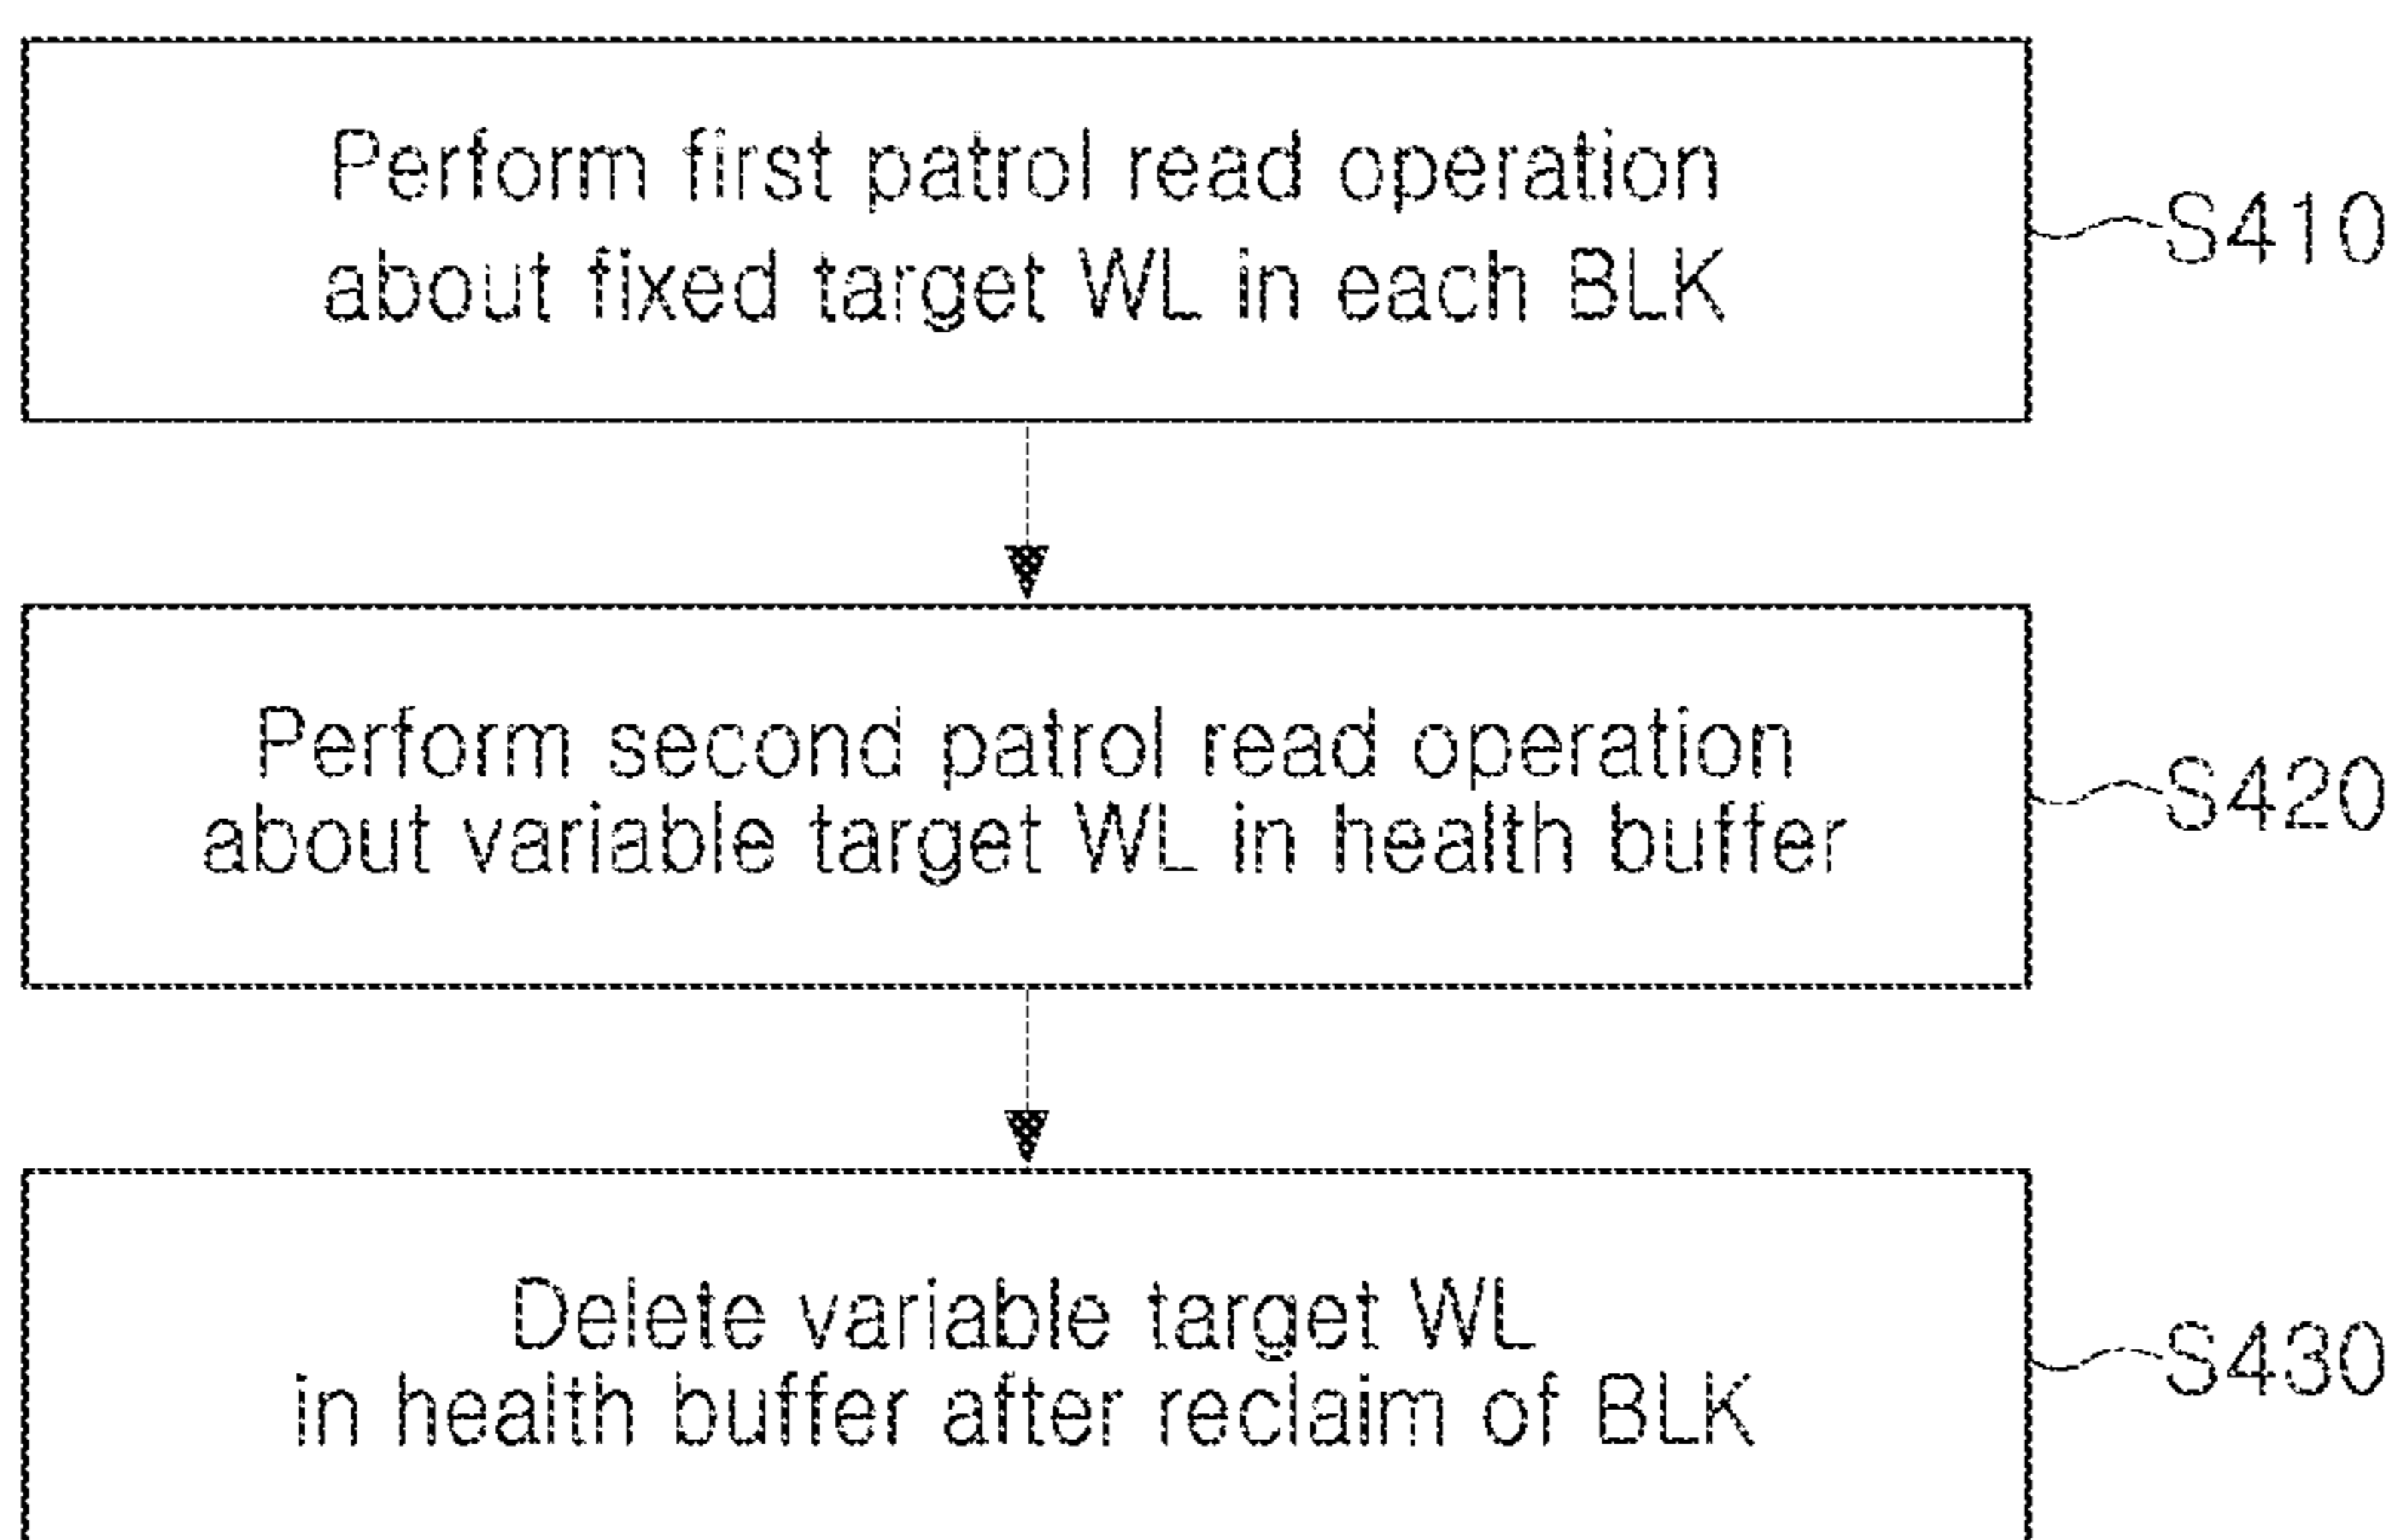 Perform first patrol read operation
about fixed target WL in each BLK
S410
Perform second patrol read operation
about variable target WL in health buffer
S420
Delete variable target WL
in health buffer after reclaim of BLK
S430